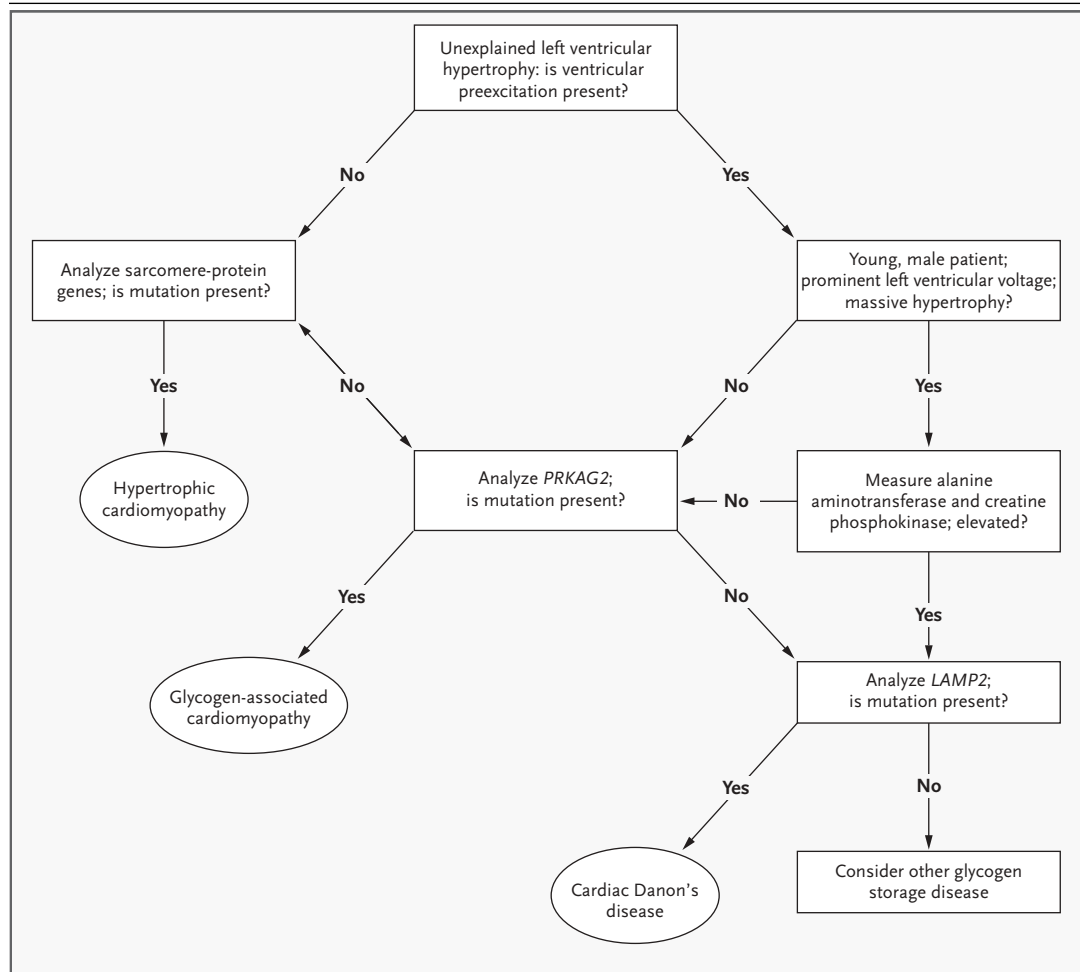 Unexplained left ventricular
hypertrophy: is ventricular
preexcitation present?
No
Yes
Analyze sarcomere-protein
genes; is mutation present?
Young, male patient;
prominent left ventricular voltage;
massive hypertrophy?
Yes
No
No
Yes
Hypertrophic
cardiomyopathy
Analyze PRKAG2;
is mutation present?
No
Measure alanine
aminotransferase and creatine
phosphokinase; elevated?
Yes
No
Yes
Glycogen-associated
cardiomyopathy
Analyze LAMP2;
is mutation present?
Yes
No
Cardiac Danon's
disease
Consider other glycogen
storage disease